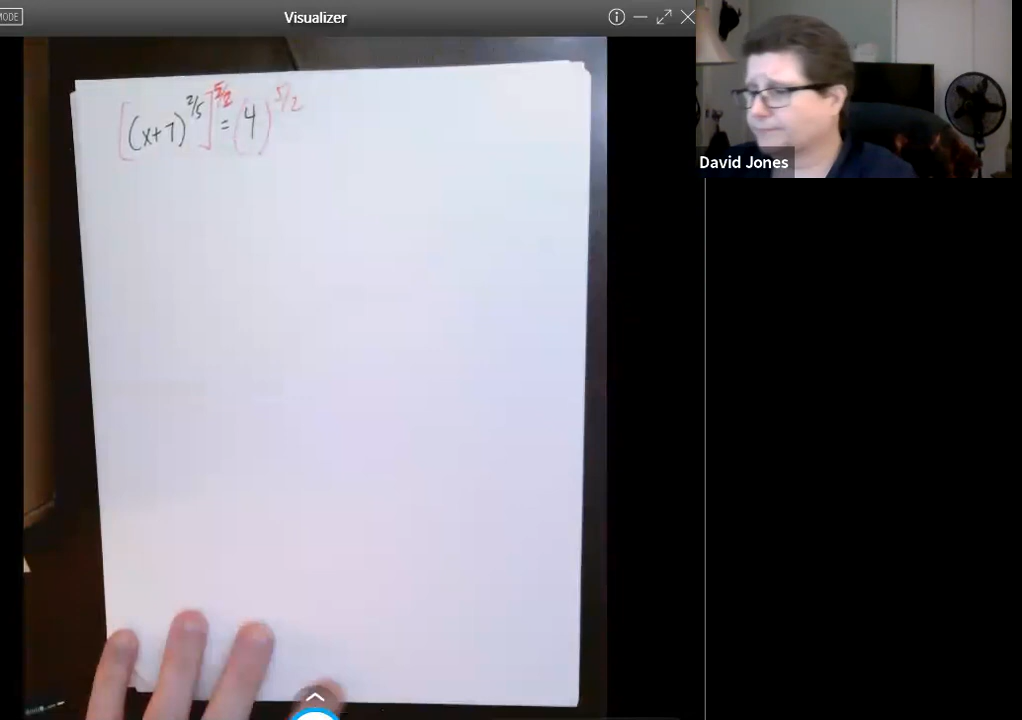 MODE
Visualizer
[(x+7)^2/5]^5/2 = (4)^5/2
David Jones